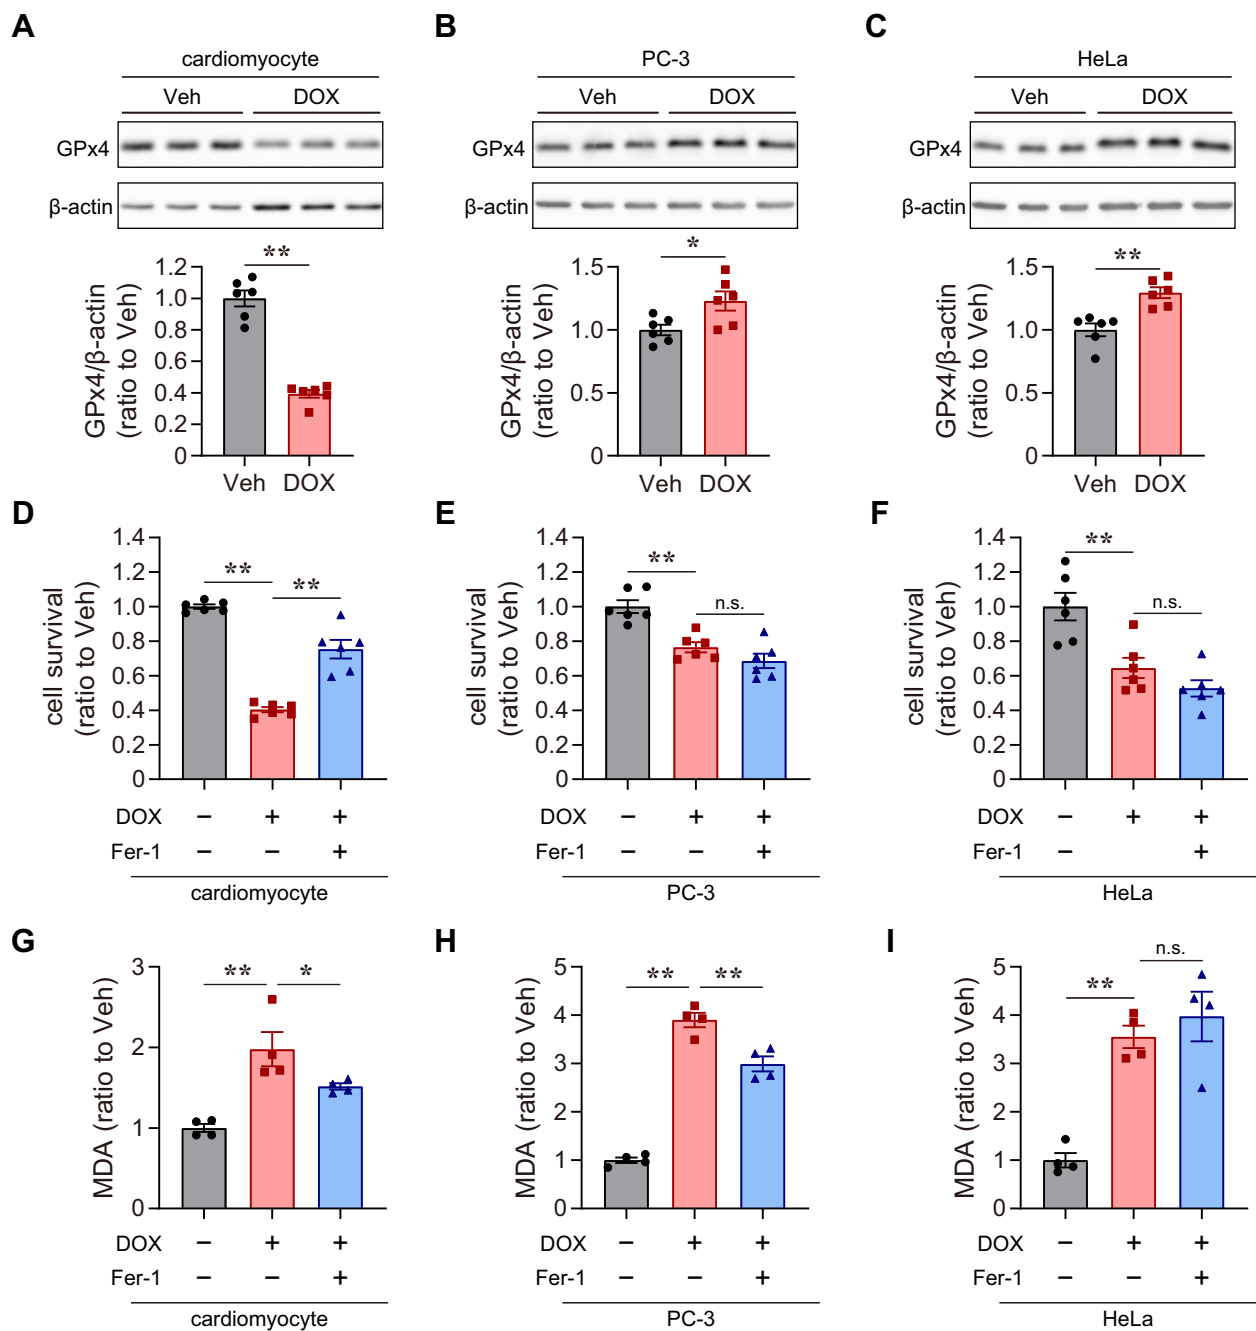 A
cardiomyocyte
Veh DOX
GPx4
β-actin
**
GPx4/β-actin
(ratio to Veh)
1.2
1.0
0.8
0.6
0.4
0.2
0
Veh DOX
B
PC-3
Veh DOX
GPx4
β-actin
*
GPx4/β-actin
(ratio to Veh)
1.5
1.0
0.5
0
Veh DOX
C
HeLa
Veh DOX
GPx4
β-actin
**
GPx4/β-actin
(ratio to Veh)
1.5
1.0
0.5
0
Veh DOX
D
cell survival
(ratio to Veh)
1.4
1.2
1.0
0.8
0.6
0.4
0.2
0
** **
DOX − + +
Fer-1 − − +
cardiomyocyte
E
cell survival
(ratio to Veh)
1.4
1.2
1.0
0.8
0.6
0.4
0.2
0
** n.s.
DOX − + +
Fer-1 − − +
PC-3
F
cell survival
(ratio to Veh)
1.4
1.2
1.0
0.8
0.6
0.4
0.2
0
** n.s.
DOX − + +
Fer-1 − − +
HeLa
G
MDA (ratio to Veh)
3
2
1
0
** *
DOX − + +
Fer-1 − − +
cardiomyocyte
H
MDA (ratio to Veh)
5
4
3
2
1
0
** **
DOX − + +
Fer-1 − − +
PC-3
I
MDA (ratio to Veh)
5
4
3
2
1
0
** n.s.
DOX − + +
Fer-1 − − +
HeLa